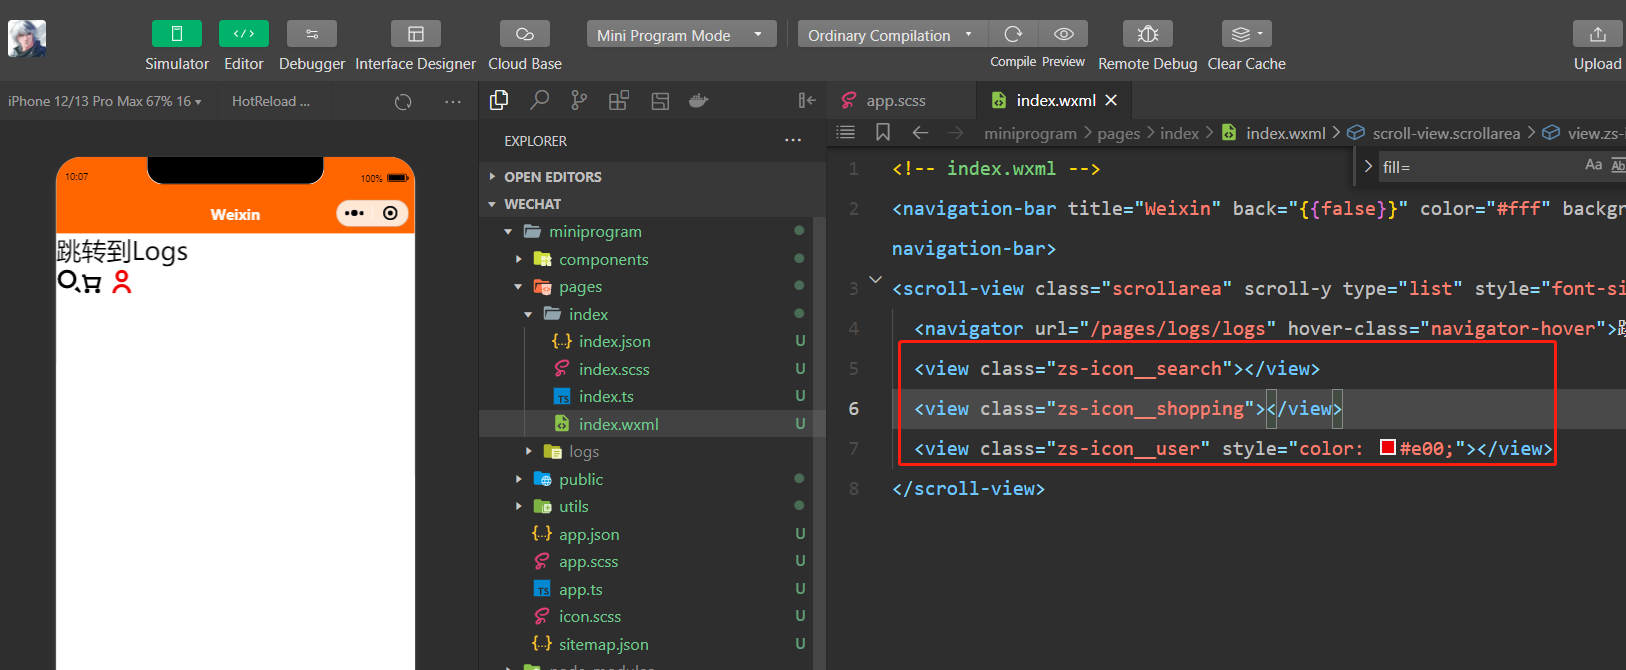 Simulator
Editor
Debugger
Interface Designer
Cloud Base
Mini Program Mode
Ordinary Compilation
Compile
Preview
Remote Debug
Clear Cache
Upload
iPhone 12/13 Pro Max 67% 16
HotReload ...
10:07
100%
Weixin
跳转到Logs
EXPLORER
OPEN EDITORS
WECHAT
miniprogram
components
pages
index
{..} index.json U
index.scss U
TS index.ts U
index.wxml U
logs
public
utils
{..} app.json U
app.scss U
TS app.ts U
icon.scss U
{..} sitemap.json U
app.scss
index.wxml
miniprogram > pages > index > index.wxml > scroll-view.scrollarea > view.zs-i
fill=
Aa
Ab
1 <!-- index.wxml -->
2 <navigation-bar title="Weixin" back="{{false}}" color="#fff" backgr
navigation-bar>
3 <scroll-view class="scrollarea" scroll-y type="list" style="font-si
4 <navigator url="/pages/logs/logs" hover-class="navigator-hover">
5 <view class="zs-icon__search"></view>
6 <view class="zs-icon__shopping"></view>
7 <view class="zs-icon__user" style="color: #e00;"></view>
8 </scroll-view>